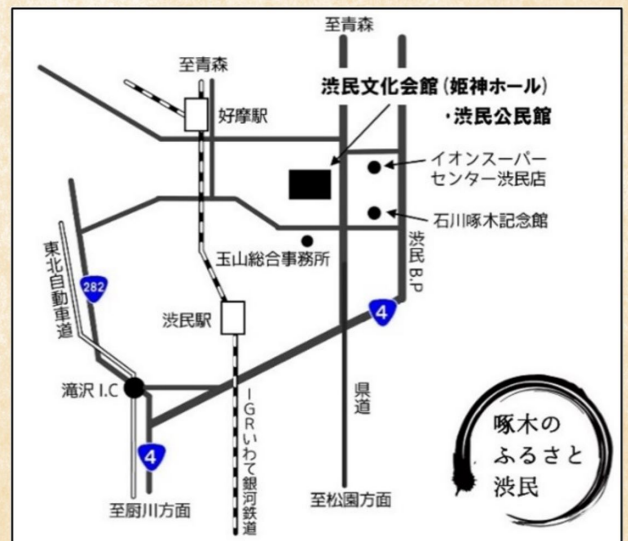 至青森
至青森
渋民文化会館(姫神ホール)
・渋民公民館
好摩駅
イオンスーパー
センター渋民店
石川啄木記念館
玉山総合事務所
渋民B.P
東北自動車道
282
渋民駅
4
滝沢I.C
県道
IGRいわて銀河鉄道
4
至厨川方面
至松園方面
啄木の
ふるさと
渋民